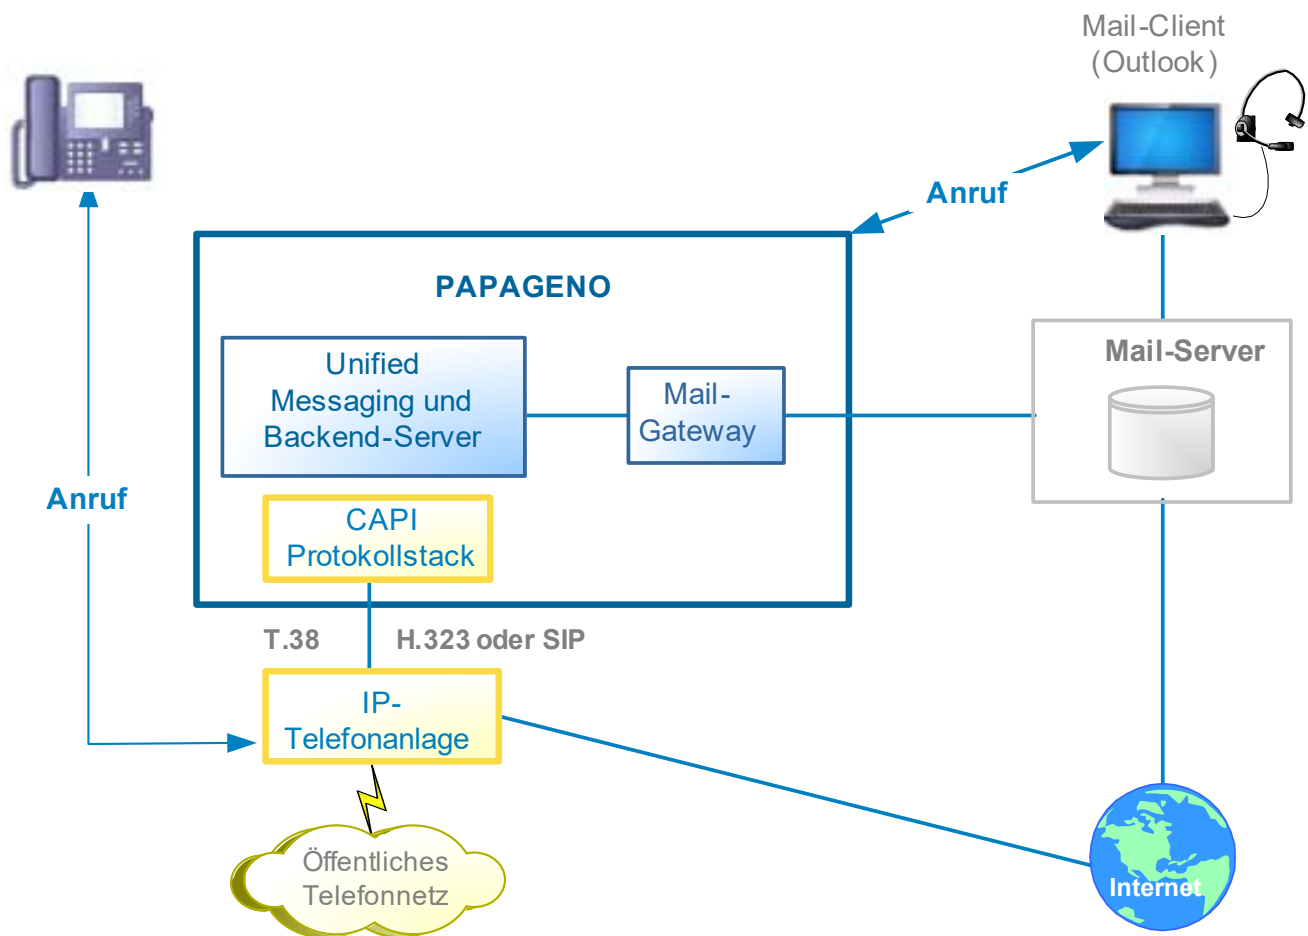 Mail-Client
(Outlook)
Anruf
PAPAGENO
Unified
Messaging und
Backend-Server
Mail-
Gateway
Mail-Server
Anruf
CAPI
Protokollstack
T.38
H.323 oder SIP
IP-
Telefonanlage
Öffentliches
Telefonnetz
Internet